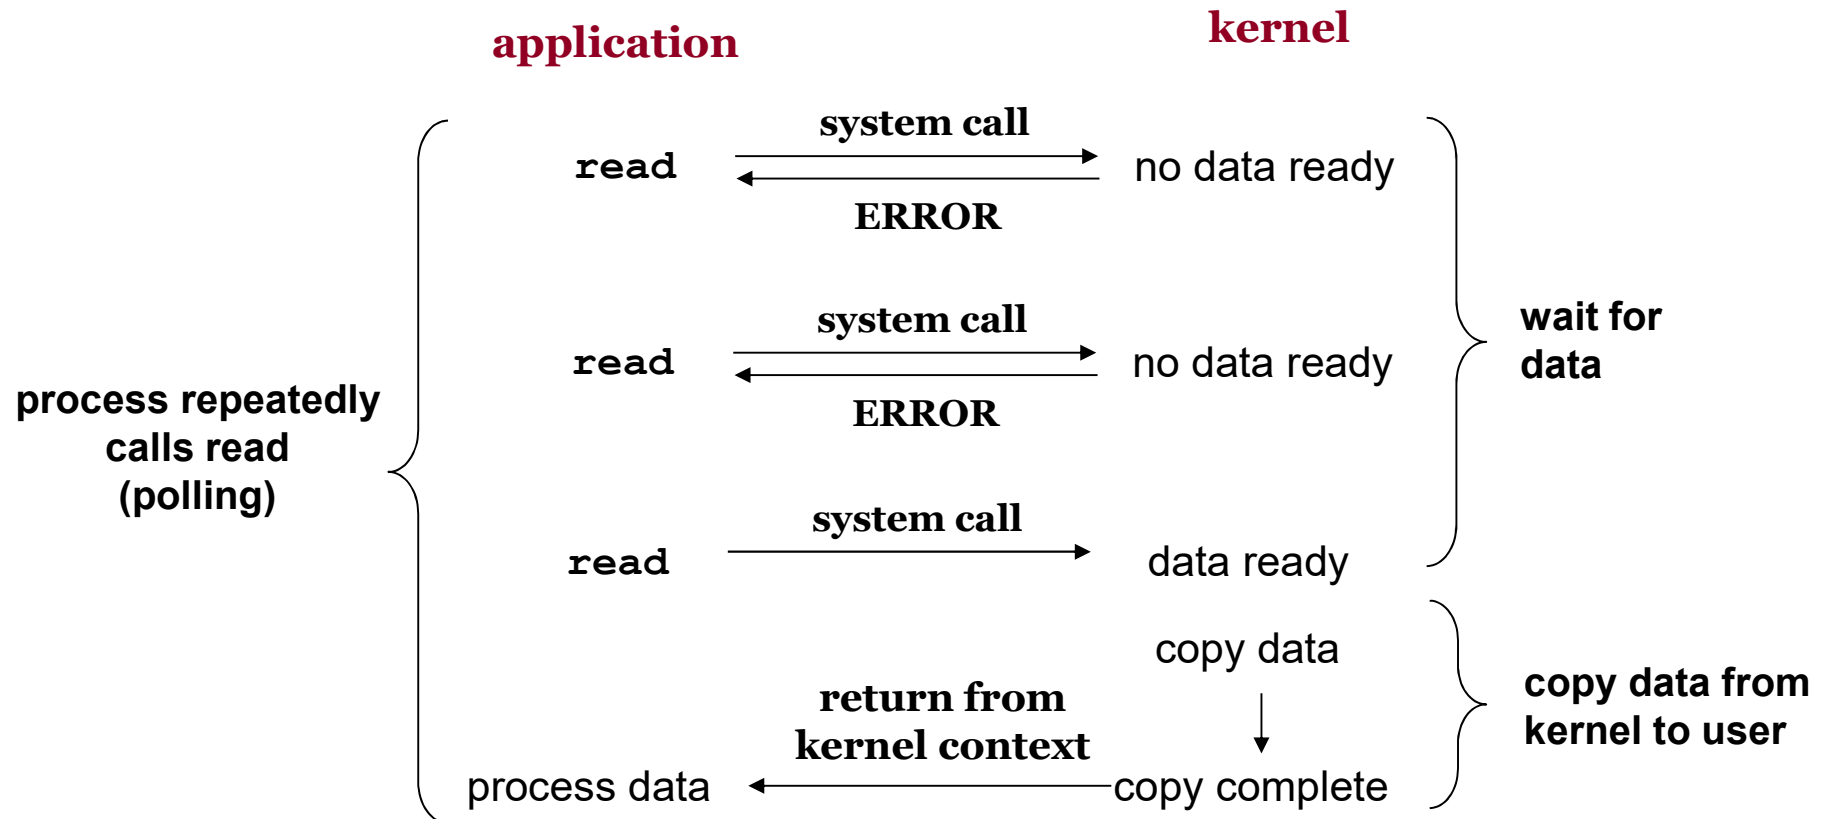 application
kernel
system call
read
no data ready
ERROR
system call
read
no data ready
ERROR
wait for
data
process repeatedly
calls read
(polling)
system call
read
data ready
copy data
return from
kernel context
copy data from
kernel to user
process data
copy complete